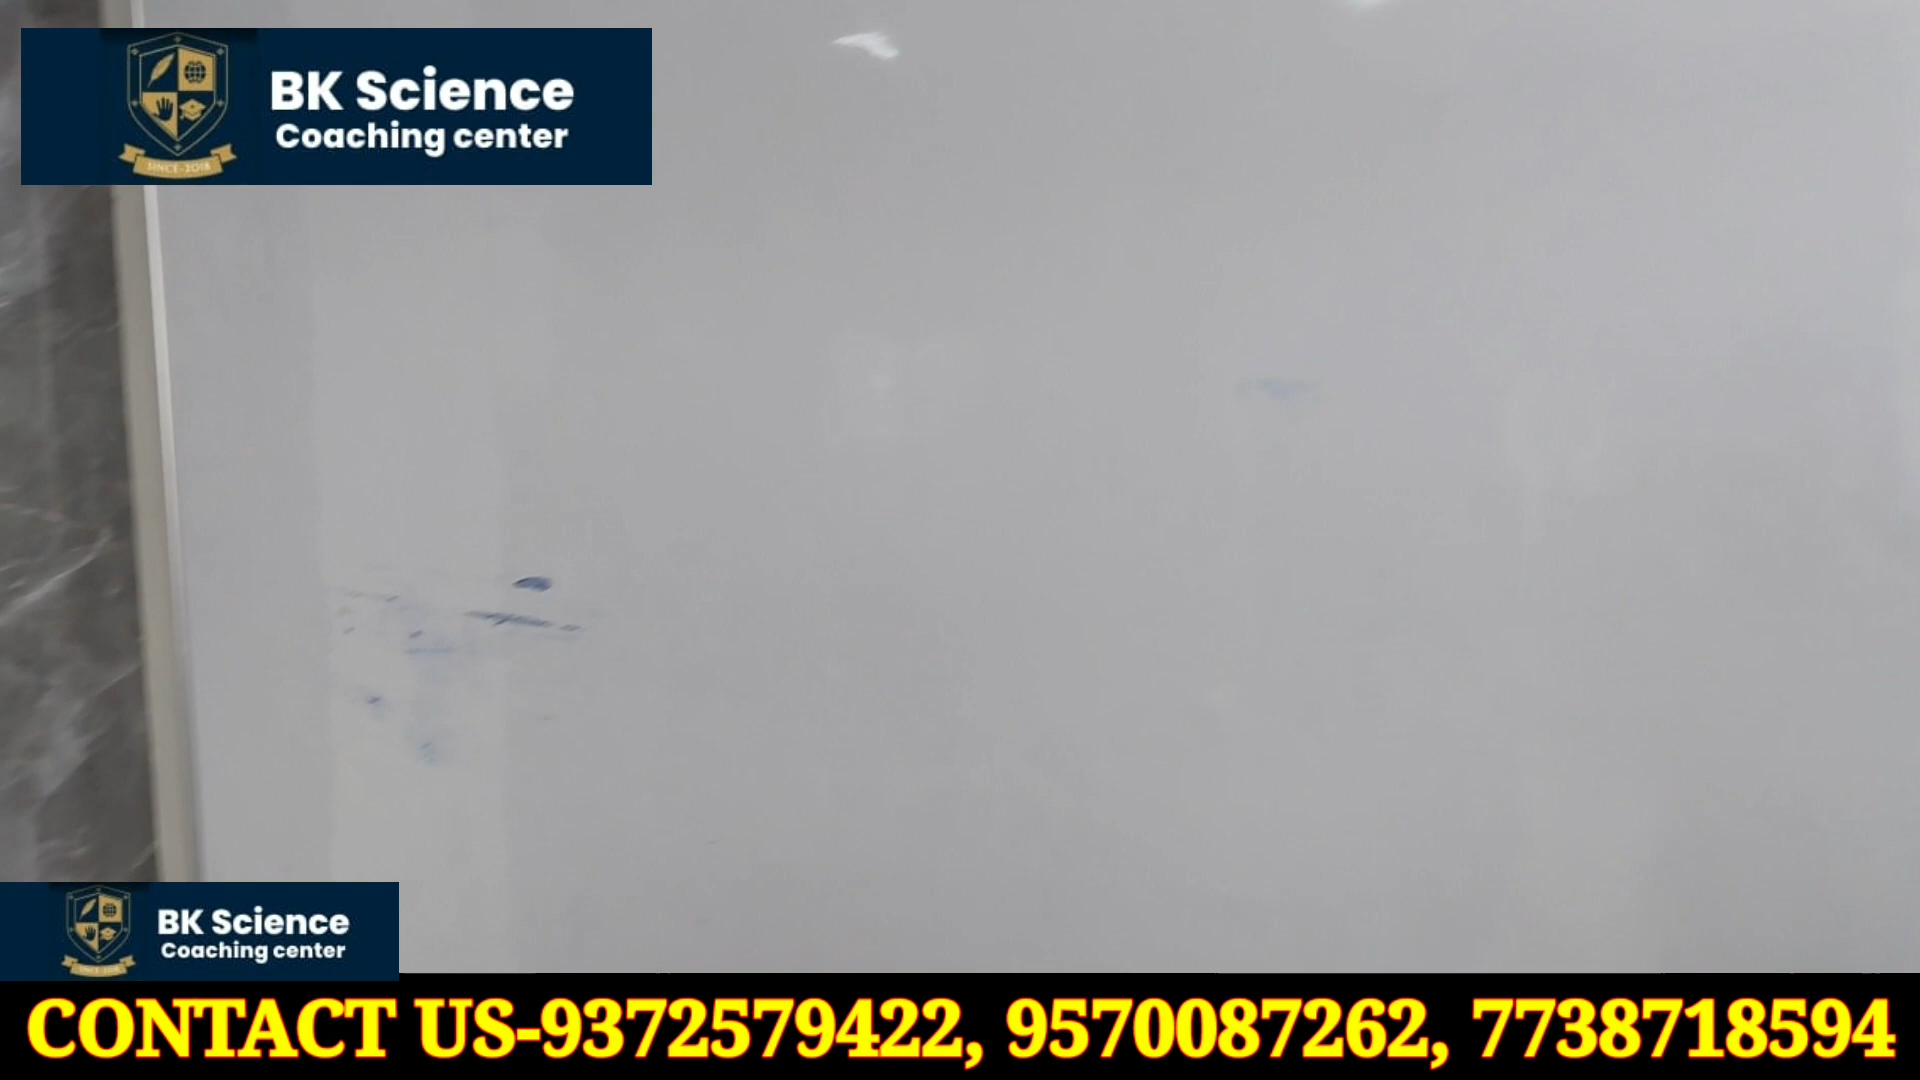 BK Science
Coaching center
SINCE-2018
BK Science
Coaching center
CONTACT US-9372579422, 9570087262, 7738718594